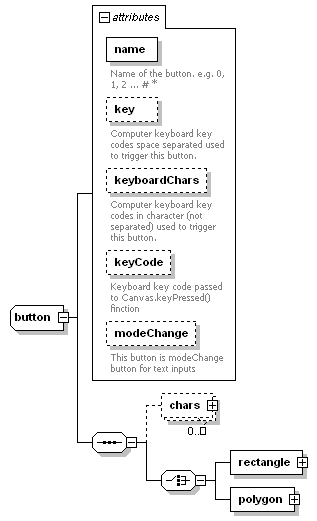 attributes
name
Name of the button. e.g. 0,
1, 2 ... # *
key
Computer keyboard key
codes space separated used
to trigger this button.
keyboardChars
Computer keyboard key
codes in character (not
separated) used to trigger
this button.
keyCode
Keyboard key code passed
to Canvas.keyPressed()
finction
modeChange
This button is modeChange
button for text inputs
button
chars
rectangle
polygon